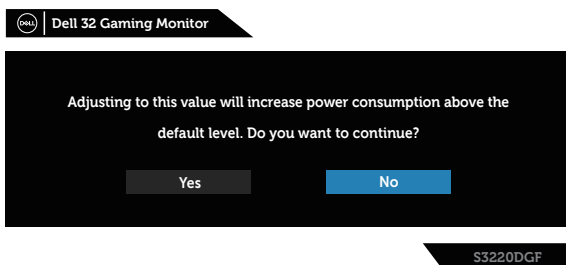 DELL
Dell 32 Gaming Monitor
Adjusting to this value will increase power consumption above the
default level. Do you want to continue?
Yes
No
S3220DGF